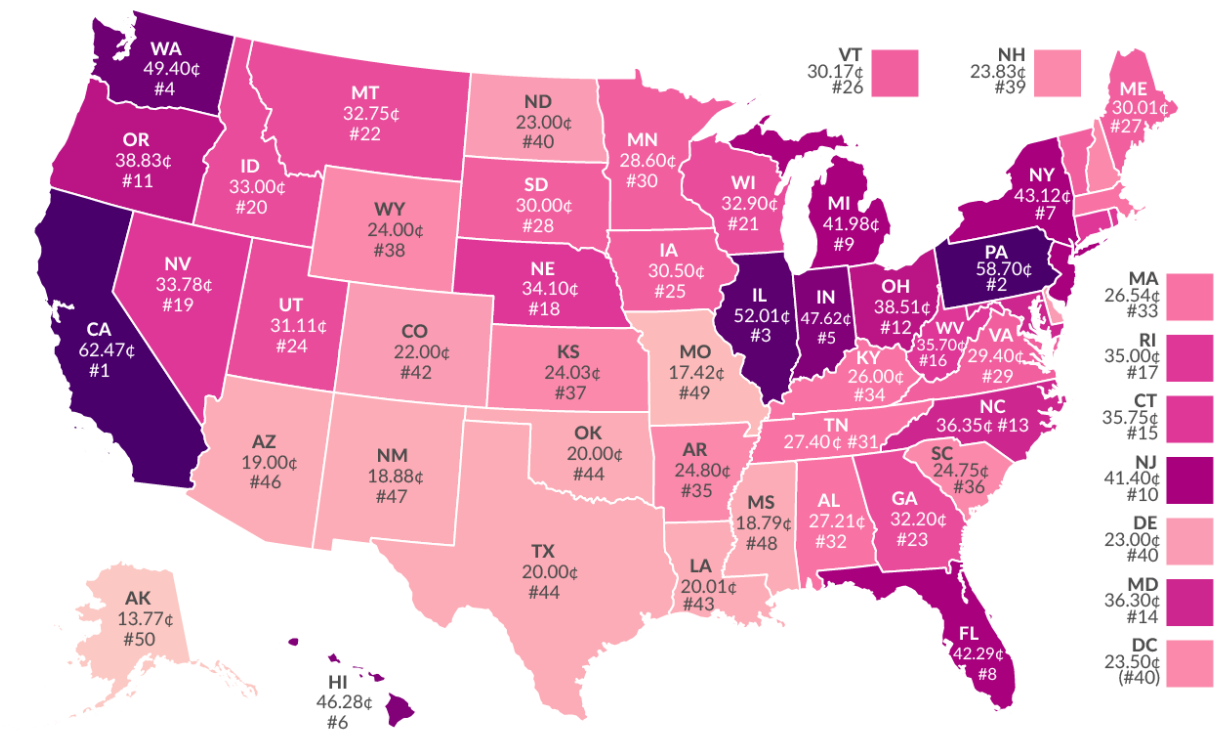 WA
49.40¢
#4
OR
38.83¢
#11
CA
62.47¢
#1
ID
33.00¢
#20
NV
33.78¢
#19
MT
32.75¢
#22
WY
24.00¢
#38
UT
31.11¢
#24
CO
22.00¢
#42
AZ
19.00¢
#46
NM
18.88¢
#47
ND
23.00¢
#40
SD
30.00¢
#28
NE
34.10¢
#18
KS
24.03¢
#37
OK
20.00¢
#44
TX
20.00¢
#44
MN
28.60¢
#30
IA
30.50¢
#25
MO
17.42¢
#49
AR
24.80¢
#35
LA
20.01¢
#43
WI
32.90¢
#21
IL
52.01¢
#3
MI
41.98¢
#9
IN
47.62¢
#5
OH
38.51¢
#12
KY
26.00¢
#34
TN
27.40¢ #31
MS
18.79¢
#48
AL
27.21¢
#32
GA
32.20¢
#23
FL
42.29¢
#8
SC
24.75¢
#36
NC
36.35¢ #13
VA
29.40¢
#29
WV
35.70¢
#16
PA
58.70¢
#2
NY
43.12¢
#7
ME
30.01¢
#27
VT
30.17¢
#26
NH
23.83¢
#39
MA
26.54¢
#33
RI
35.00¢
#17
CT
35.75¢
#15
NJ
41.40¢
#10
DE
23.00¢
#40
MD
36.30¢
#14
DC
23.50¢
(#40)
AK
13.77¢
#50
HI
46.28¢
#6